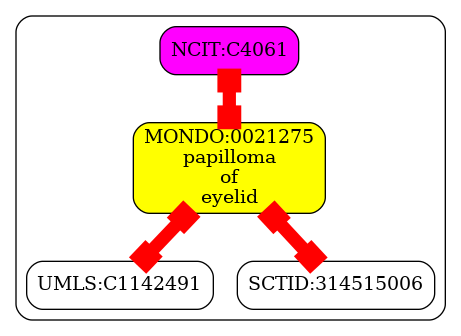 NCIT:C4061
MONDO:0021275
papilloma
of
eyelid
UMLS:C1142491
SCTID:314515006